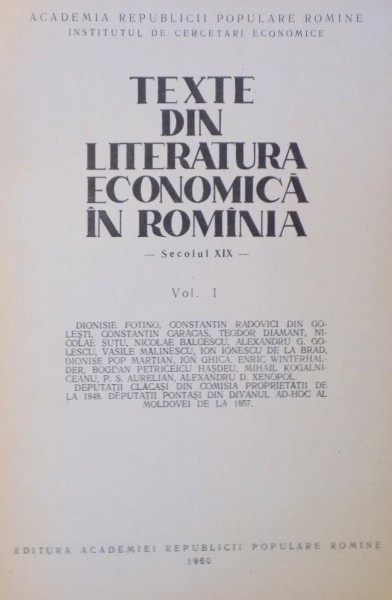 ACADEMIA REPUBLICII POPULARE ROMINE
INSTITUTUL DE CERCETĂRI ECONOMICE
TEXTE
DIN
LITERATURA
ECONOMICĂ
ÎN ROMÎNIA
— Secolul XIX —
Vol. I
DIONISIE FOTINO, CONSTANTIN RADOVICI DIN GO-
LEȘTI, CONSTANTIN CARACAȘ, TEODOR DIAMANT, NI-
COLAE ȘUȚU, NICOLAE BĂLCESCU, ALEXANDRU G. GO-
LESCU, VASILE MĂLINESCU, ION IONESCU DE LA BRAD,
DIONISE POP MARȚIAN, ION GHICA, ENRIC WINTERHAL-
DER, BOGDAN PETRICEICU HAȘDEU, MIHAIL KOGĂLNI-
CEANU, P. S. AURELIAN, ALEXANDRU D. XENOPOL.
DEPUTAȚII CLĂCAȘI DIN COMISIA PROPRIETĂȚII DE
LA 1848. DEPUTAȚII PONTAȘI DIN DIVANUL AD-HOC AL
MOLDOVEI DE LA 1857.
EDITURA ACADEMIEI REPUBLICII POPULARE ROMINE
1960